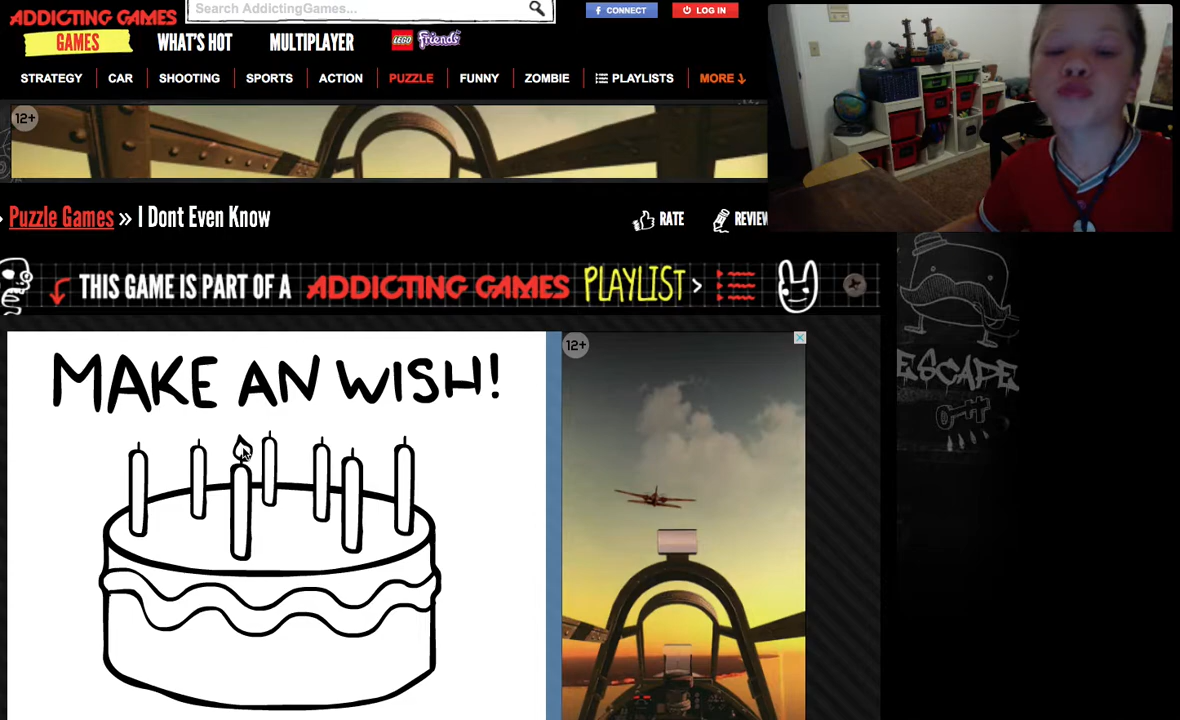 ADDICTING GAMES
Search AddictingGames...
f CONNECT
LOG IN
GAMES WHAT'S HOT MULTIPLAYER LEGO Friends
STRATEGY CAR SHOOTING SPORTS ACTION PUZZLE FUNNY ZOMBIE PLAYLISTS MORE
12+
Puzzle Games » I Dont Even Know
RATE REVIEW
THIS GAME IS PART OF A ADDICTING GAMES PLAYLIST >
MAKE AN WISH!
12+
ESCAPE